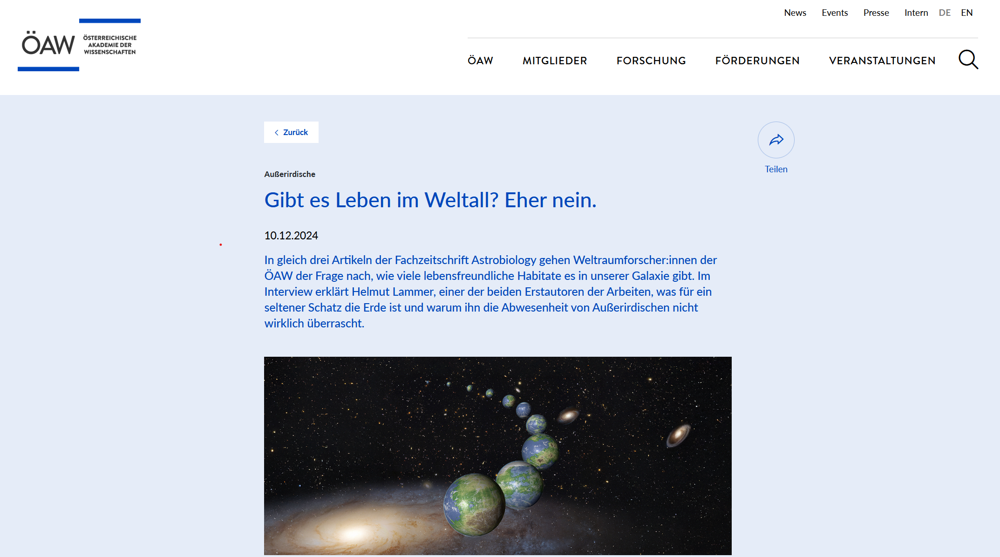 News Events Presse Intern DE EN
ÖAW
ÖSTERREICHISCHE
AKADEMIE DER
WISSENSCHAFTEN
ÖAW MITGLIEDER FORSCHUNG FÖRDERUNGEN VERANSTALTUNGEN
Zurück
Teilen
Außerirdische
Gibt es Leben im Weltall? Eher nein.
10.12.2024
In gleich drei Artikeln der Fachzeitschrift Astrobiology gehen Weltraumforscher:innen der
ÖAW der Frage nach, wie viele lebensfreundliche Habitate es in unserer Galaxie gibt. Im
Interview erklärt Helmut Lammer, einer der beiden Erstautoren der Arbeiten, was für ein
seltener Schatz die Erde ist und warum ihn die Abwesenheit von Außerirdischen nicht
wirklich überrascht.